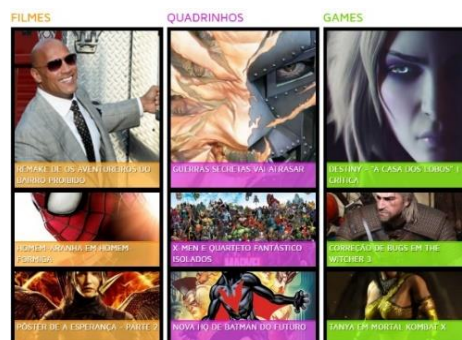 FILMES
QUADRINHOS
GAMES
REMAKE DE OS AVENTUREIROS DO
BAIRRO PROIBIDO
GUERRAS SECRETAS VAI ATRASAR
DESTINY - "A CASA DOS LOBOS" |
CRÍTICA
HOMEM-ARANHA EM HOMEM
FORMIGA
X-MEN E QUARTETO FANTÁSTICO
ISOLADOS
CORREÇÃO DE BUGS EM THE
WITCHER 3
PÔSTER DE A ESPERANÇA - PARTE 2
NOVA HQ DE BATMAN DO FUTURO
TANYA EM MORTAL KOMBAT X